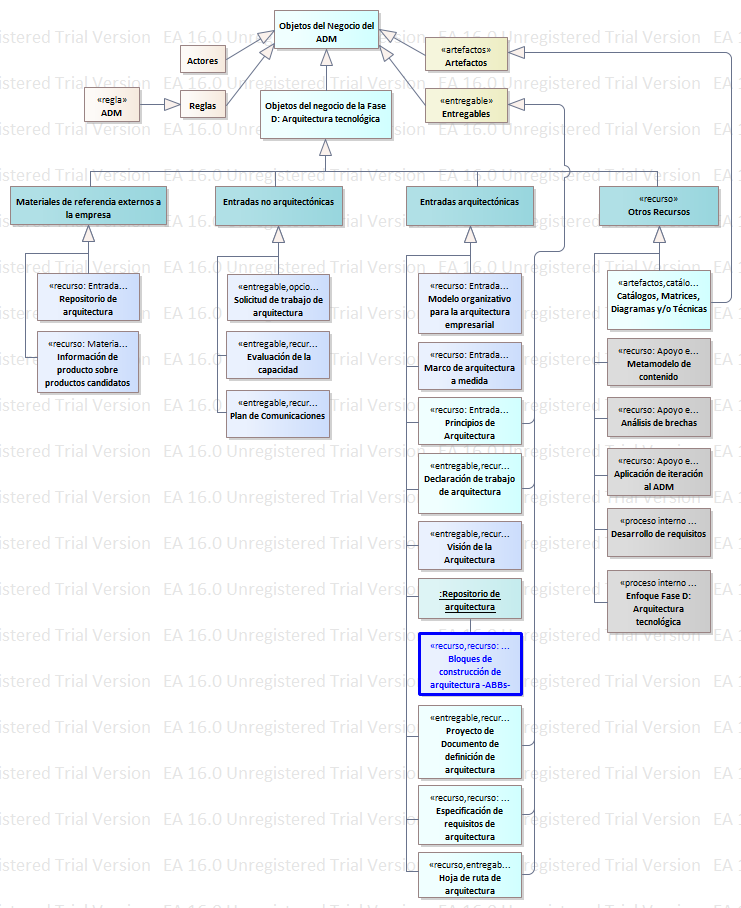 Objetos del Negocio del
ADM
«artefactos»
Artefactos
Actores
«regla»
ADM
Reglas
Objetos del negocio de la Fase
D: Arquitectura tecnológica
«entregable»
Entregables
Materiales de referencia externos a
la empresa
Entradas no arquitectónicas
Entradas arquitectónicas
«recurso»
Otros Recursos
«recurso: Entrada...
Repositorio de
arquitectura
«recurso: Materia...
Información de
producto sobre
productos candidatos
«entregable,opcio...
Solicitud de trabajo de
arquitectura
«entregable,recur...
Evaluación de la
capacidad
«entregable,recur...
Plan de Comunicaciones
«recurso: Entrada...
Modelo organizativo
para la arquitectura
empresarial
«recurso: Entrada...
Marco de arquitectura
a medida
«recurso: Entrada...
Principios de
Arquitectura
«entregable,recur...
Declaración de trabajo
de arquitectura
«entregable,recur...
Visión de la
Arquitectura
:Repositorio de
arquitectura
«recurso,recurso: ...
Bloques de
construcción de
arquitectura -ABBs-
«entregable,recur...
Proyecto de
Documento de
definición de
arquitectura
«recurso,recurso: ...
Especificación de
requisitos de
arquitectura
«recurso,entregab...
Hoja de ruta de
arquitectura
«artefactos,catálo...
Catálogos, Matrices,
Diagramas y/o Técnicas
«recurso: Apoyo e...
Metamodelo de
contenido
«recurso: Apoyo e...
Análisis de brechas
«recurso: Apoyo e...
Aplicación de iteración
al ADM
«proceso interno ...
Desarrollo de requisitos
«proceso interno ...
Enfoque Fase D:
Arquitectura
tecnológica
EA 16.0 Unregistered Trial Version